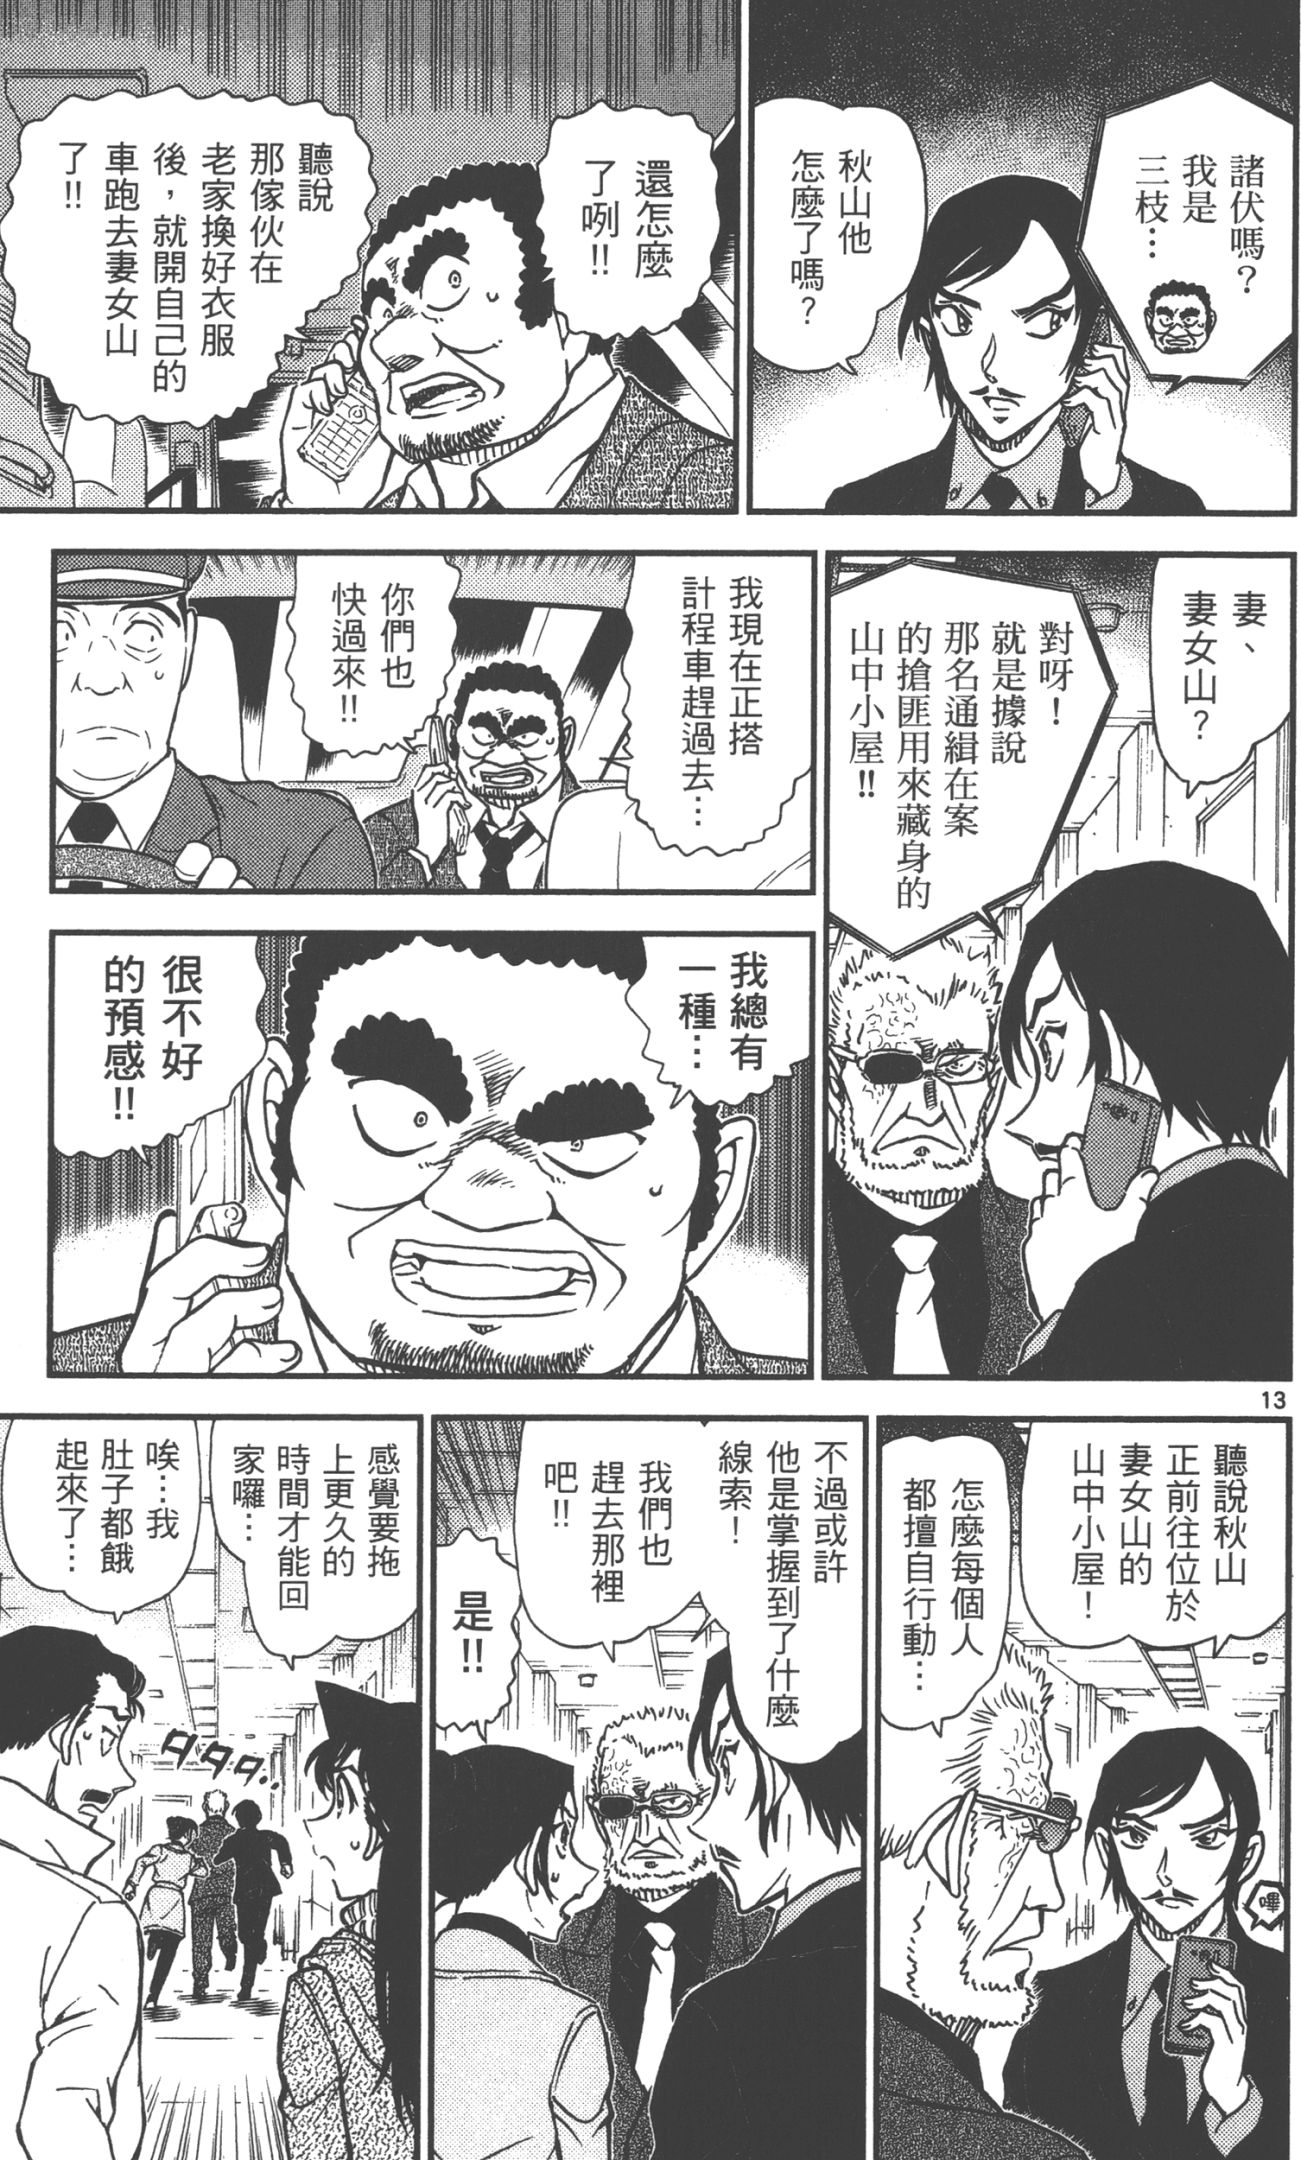 諸伏嗎？
我是
三枝…
秋山他
怎麼了嗎？
還怎麼
了咧!!
聽說
那傢伙在
老家換好衣服
後，就開自己的
車跑去妻女山
了!!
妻、
妻女山？
對呀！
就是據說
那名通緝在案
的搶匪用來藏身的
山中小屋!!
我現在正搭
計程車趕過去…
你們也
快過來!!
我總有
一種…
很不好
的預感!!
13
聽說秋山
正前往位於
妻女山的
山中小屋！
怎麼每個人
都擅自行動…
嗶
不過或許
他是掌握到了什麼
線索！
我們也
趕去那裡
吧!!
是!!
感覺要拖
上更久的
時間才能回
家囉…
唉…我
肚子都餓
起來了…
タタタ..